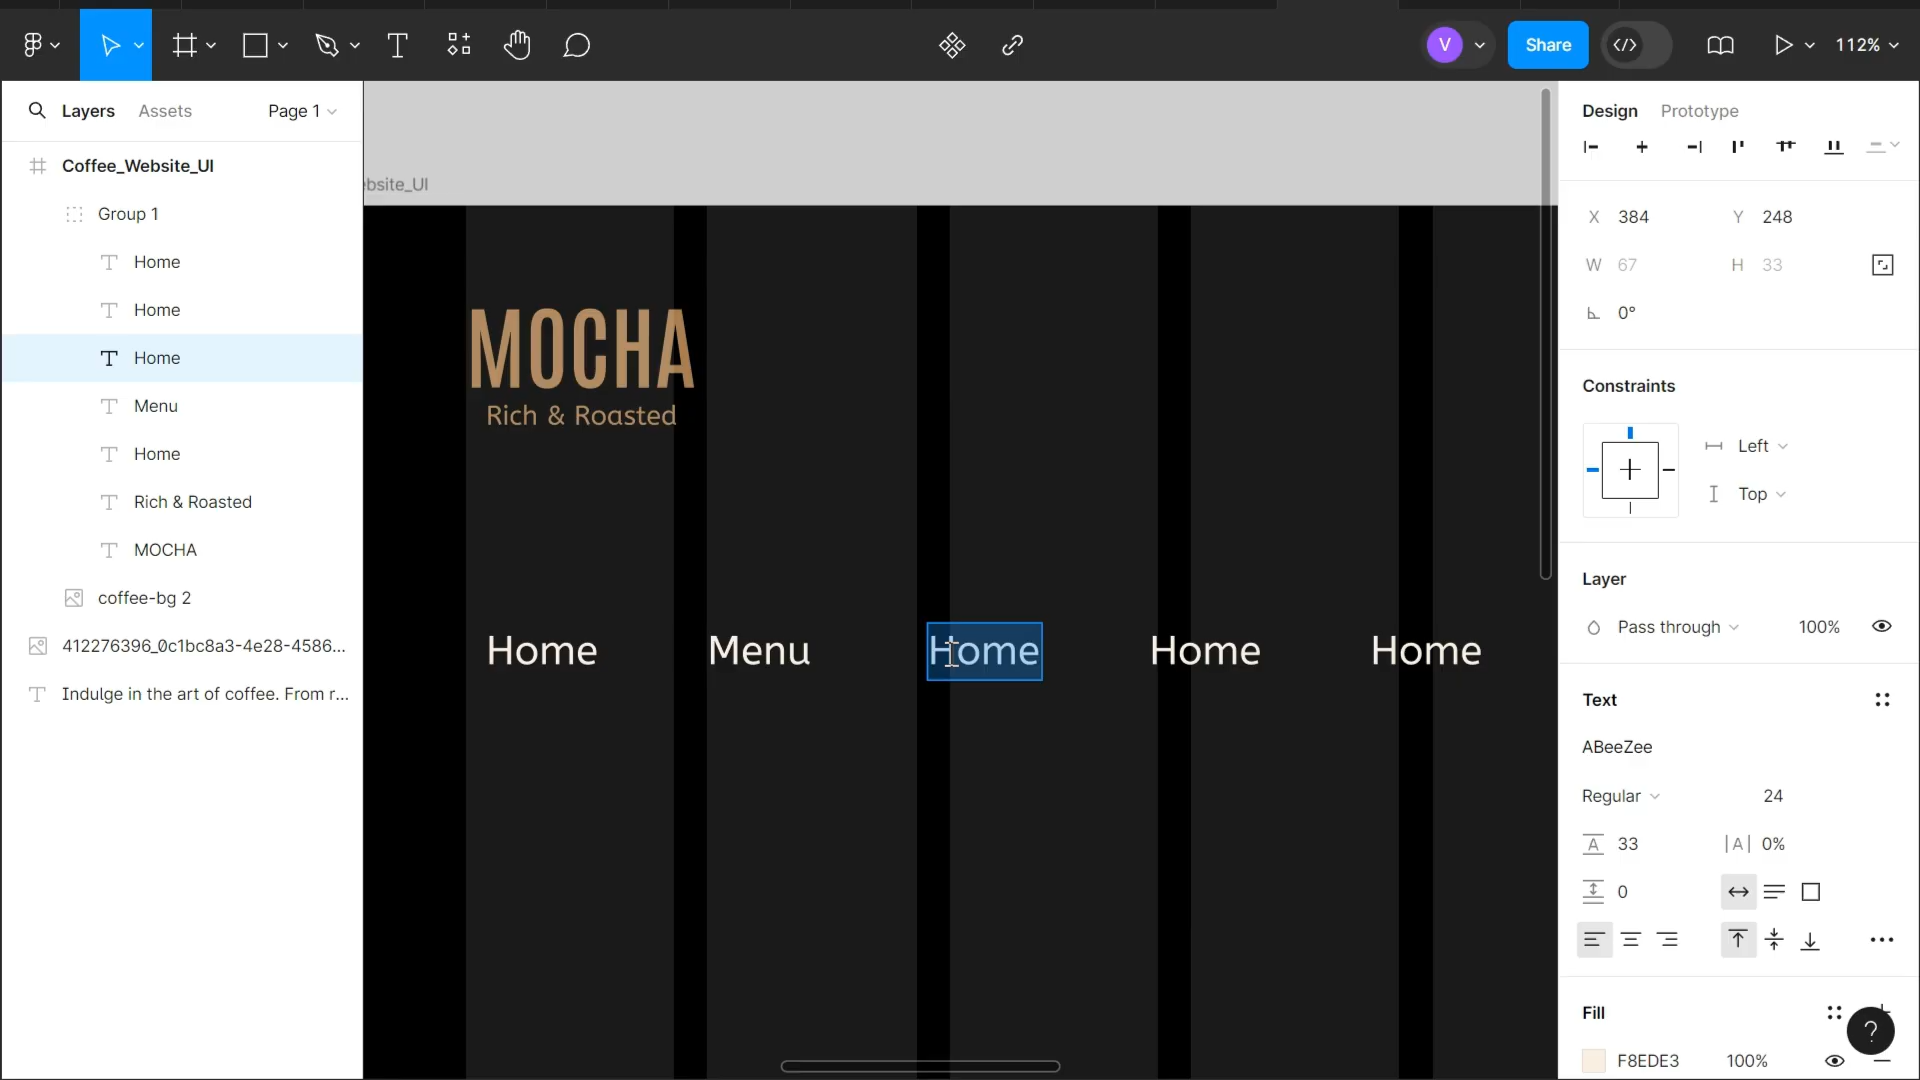 V
Share
112%
Layers
Assets
Page 1
Design
Prototype
Coffee_Website_UI
ebsite_UI
Group 1
X 384
Y 248
Home
W 67
H 33
Home
0°
MOCHA
Home
Constraints
Menu
Rich & Roasted
Left
Home
Top
Rich & Roasted
MOCHA
Layer
coffee-bg 2
Pass through
100%
412276396_0c1bc8a3-4e28-4586...
Home Menu Home Home Home
Indulge in the art of coffee. From r...
Text
ABeeZee
Regular
24
A 33
|A| 0%
0
Fill
?
F8EDE3
100%